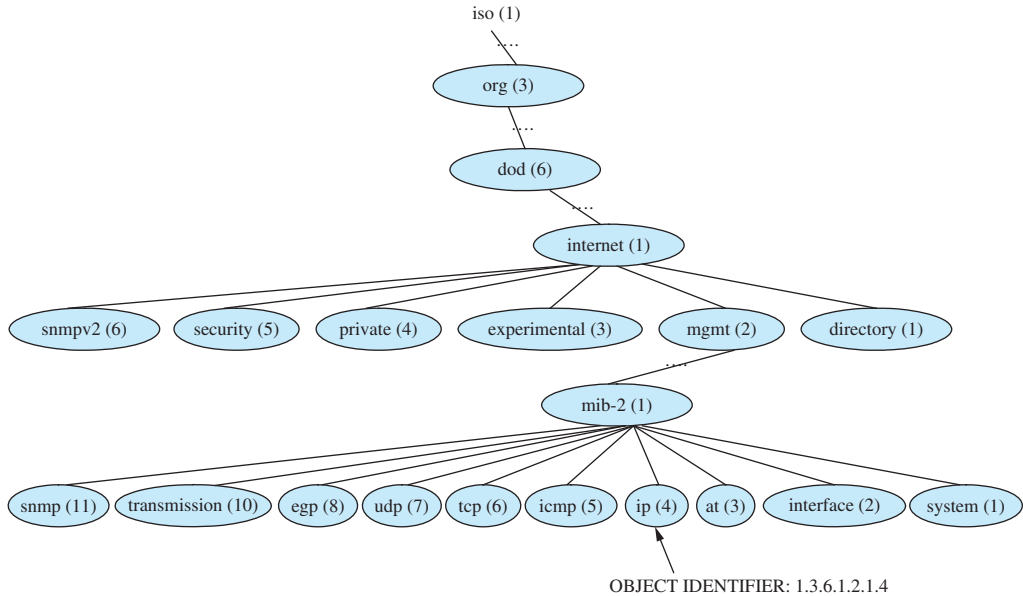 iso (1)
....
org (3)
....
dod (6)
....
internet (1)
snmpv2 (6)
security (5)
private (4)
experimental (3)
mgmt (2)
directory (1)
....
mib-2 (1)
snmp (11)
transmission (10)
egp (8)
udp (7)
tcp (6)
icmp (5)
ip (4)
at (3)
interface (2)
system (1)
OBJECT IDENTIFIER: 1.3.6.1.2.1.4